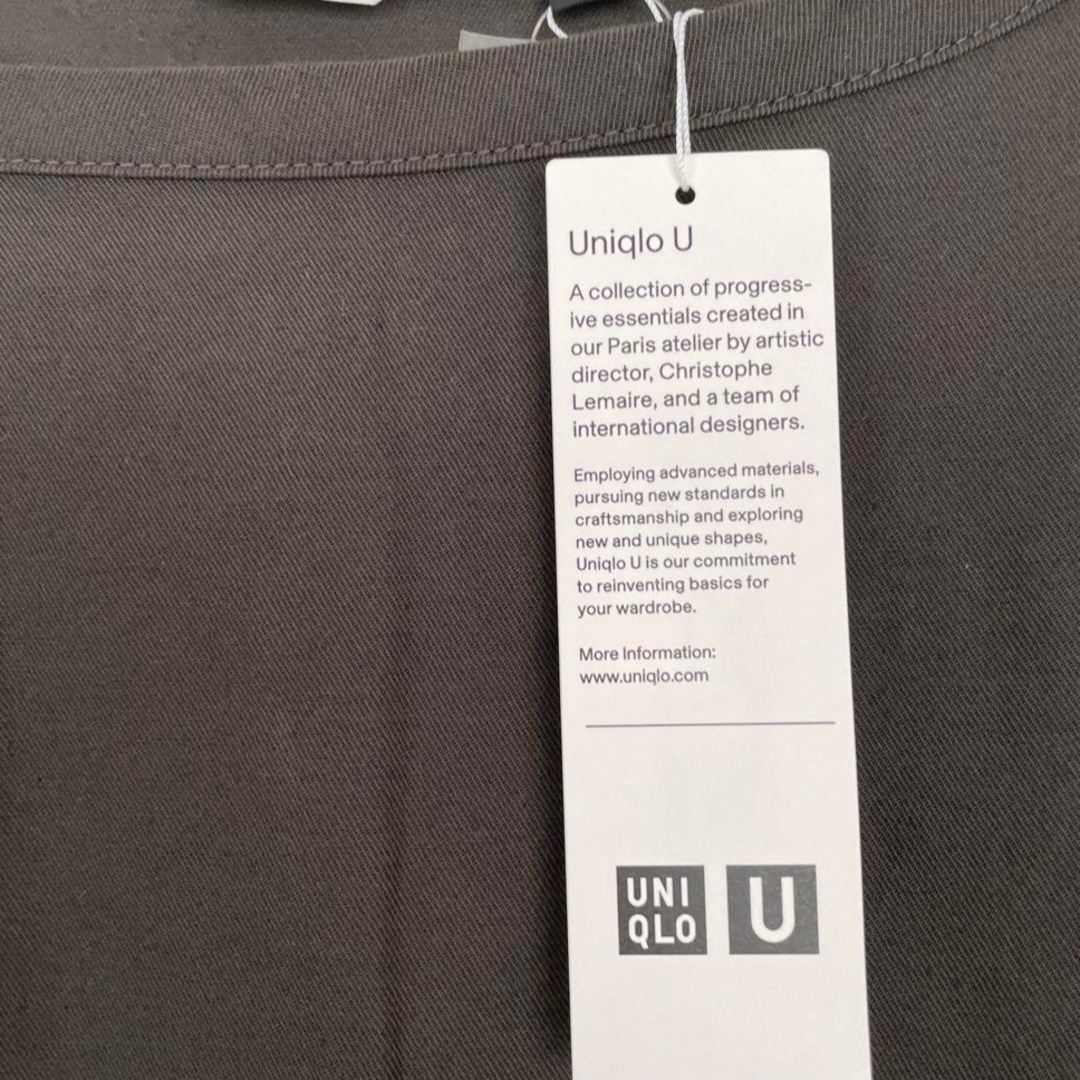 Uniqlo U
A collection of progress-
ive essentials created in
our Paris atelier by artistic
director, Christophe
Lemaire, and a team of
international designers.
Employing advanced materials,
pursuing new standards in
craftsmanship and exploring
new and unique shapes,
Uniqlo U is our commitment
to reinventing basics for
your wardrobe.
More Information:
www.uniqlo.com
UNI
QLO
U